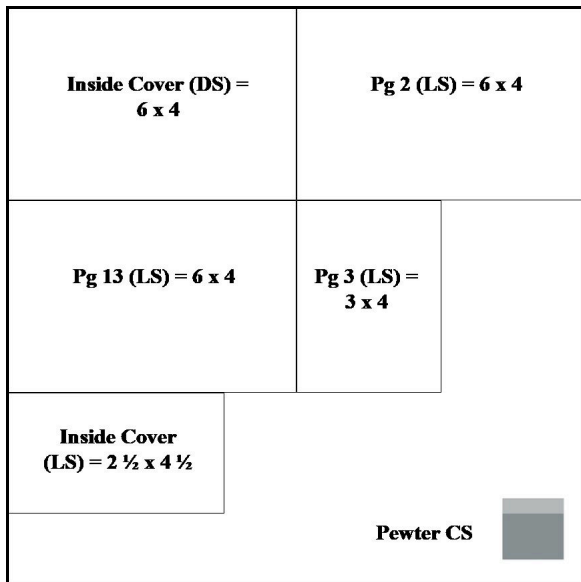 Inside Cover (DS) =
6 x 4
Pg 2 (LS) = 6 x 4
Pg 13 (LS) = 6 x 4
Pg 3 (LS) =
3 x 4
Inside Cover
(LS) = 2 ½ x 4 ½
Pewter CS